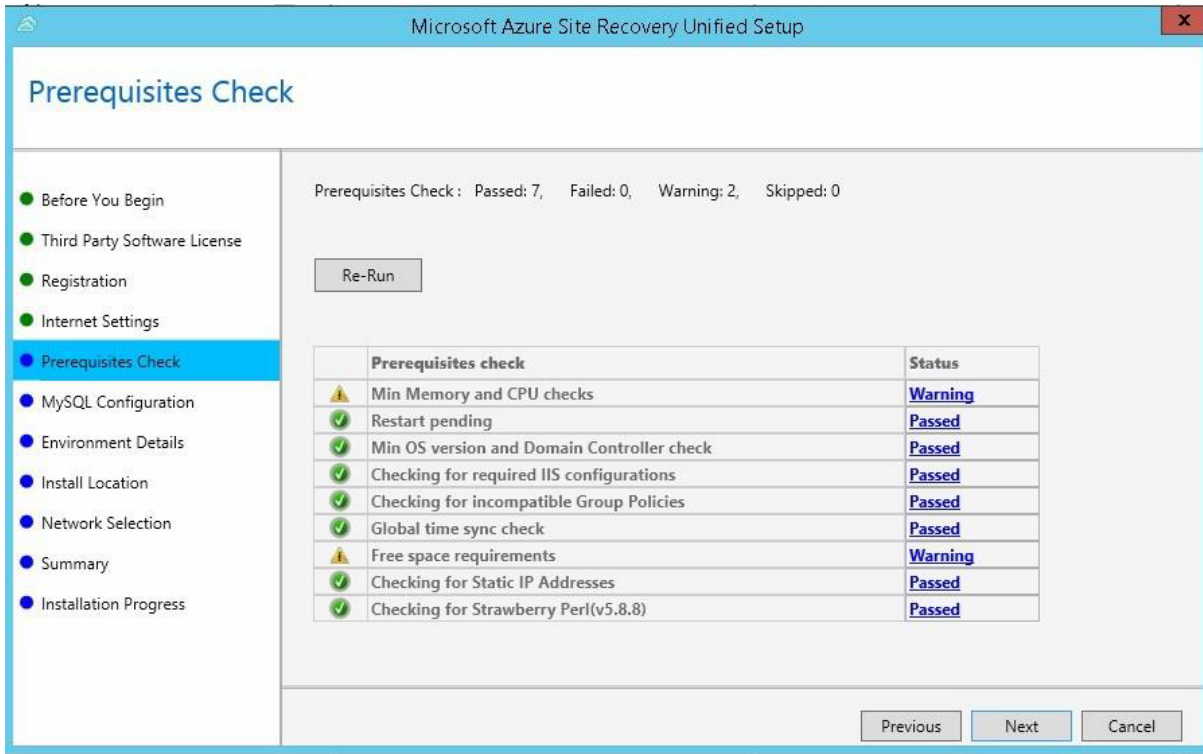 Microsoft Azure Site Recovery Unified Setup
x
Prerequisites Check
Before You Begin
Third Party Software License
Registration
Internet Settings
Prerequisites Check
MySQL Configuration
Environment Details
Install Location
Network Selection
Summary
Installation Progress
Prerequisites Check : Passed: 7, Failed: 0, Warning: 2, Skipped: 0
Re-Run
Prerequisites check Status
Min Memory and CPU checks Warning
Restart pending Passed
Min OS version and Domain Controller check Passed
Checking for required IIS configurations Passed
Checking for incompatible Group Policies Passed
Global time sync check Passed
Free space requirements Warning
Checking for Static IP Addresses Passed
Checking for Strawberry Perl(v5.8.8) Passed
Previous Next Cancel